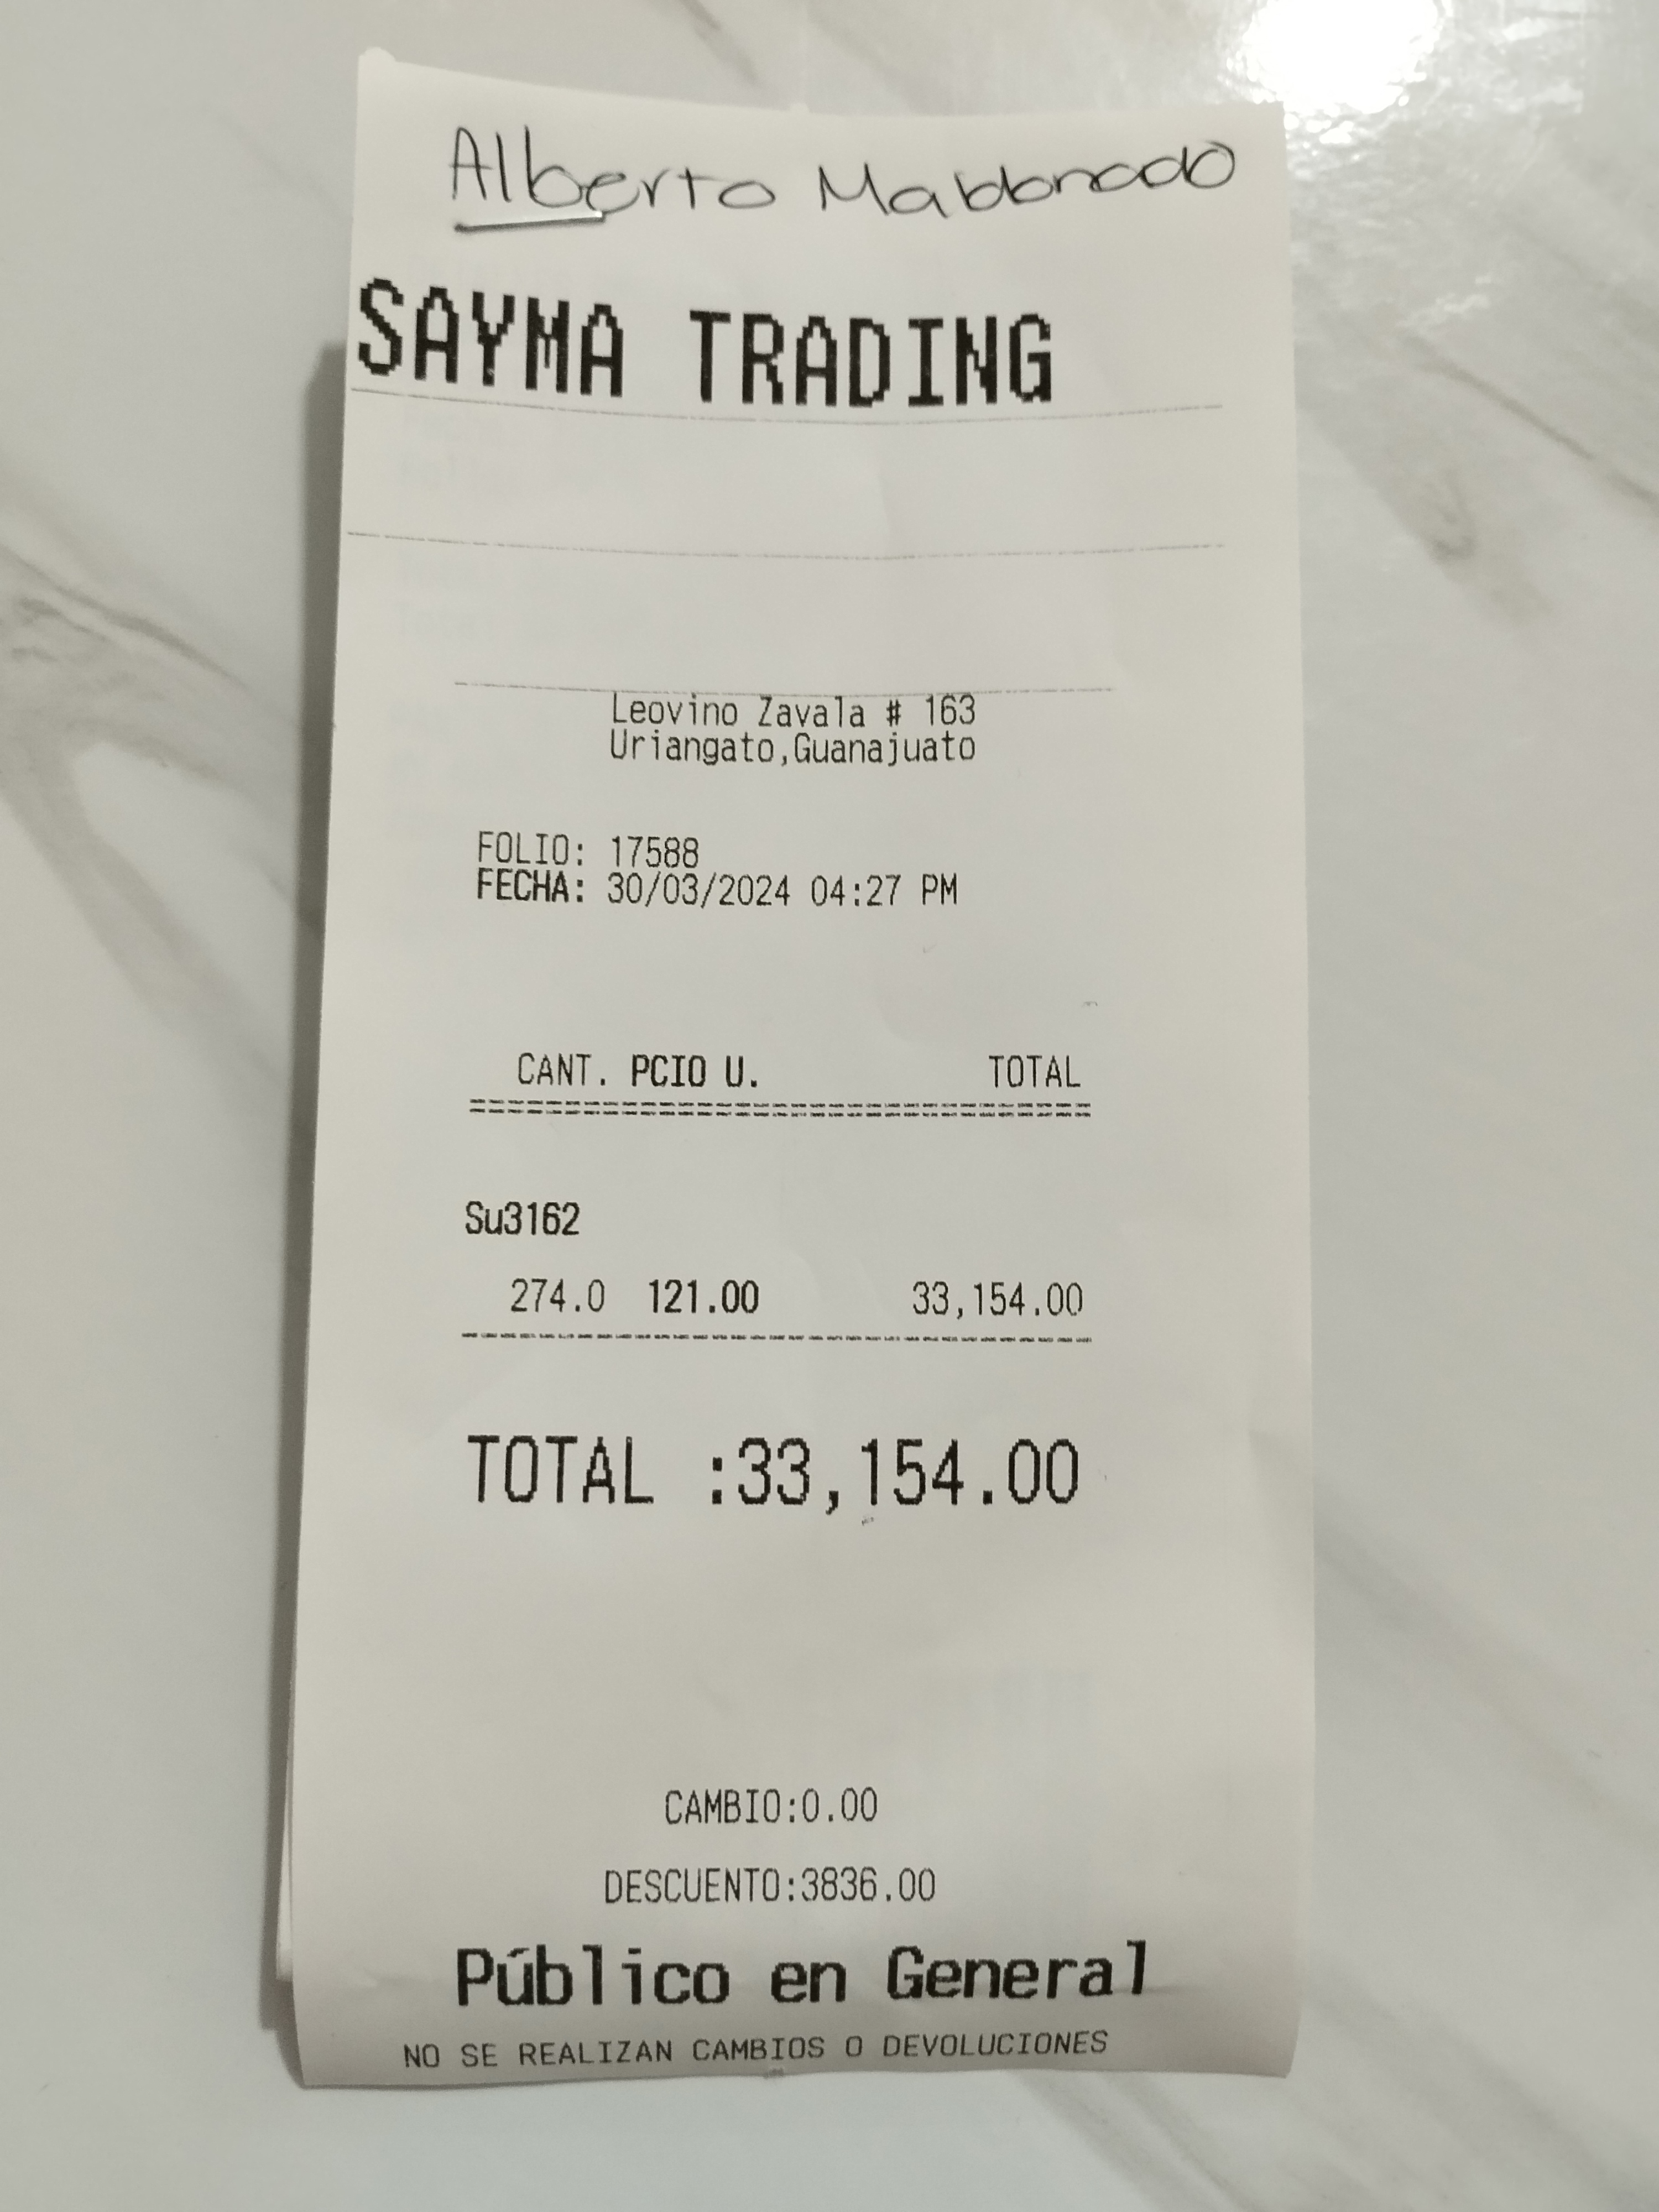 Alberto Maldonado
SAYMA TRADING
Leovino Zavala # 163
Uriangato,Guanajuato
FOLIO: 17588
FECHA: 30/03/2024 04:27 PM
CANT. PCIO U. TOTAL
Su3162
274.0 121.00 33,154.00
TOTAL :33,154.00
CAMBIO:0.00
DESCUENTO:3836.00
Público en General
NO SE REALIZAN CAMBIOS O DEVOLUCIONES